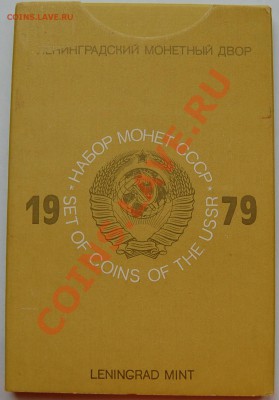 COINS.LAVE.RU
ЛЕНИНГРАДСКИЙ МОНЕТНЫЙ ДВОР
НАБОР МОНЕТ СССР
19 79
SET OF COINS OF THE USSR
LENINGRAD MINT
COINS.LAVE.RU